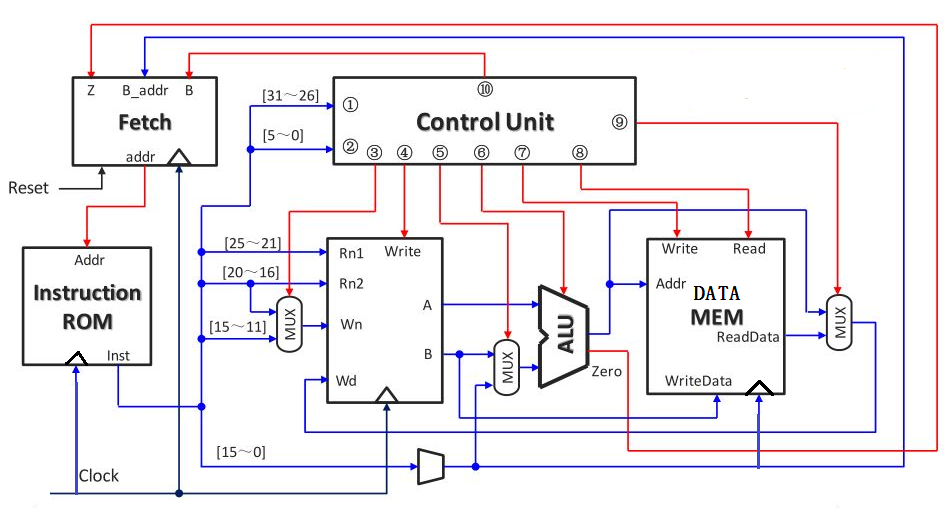 Z
B_addr
B
Fetch
addr
Reset
Addr
Instruction
ROM
Inst
Clock
[31～26]
[5～0]
①
②
Control Unit
⑩
⑨
③
④
⑤
⑥
⑦
⑧
[25～21]
[20～16]
[15～11]
[15～0]
MUX
Rn1
Write
Rn2
Wn
Wd
A
B
MUX
ALU
Zero
Write
Read
Addr
DATA
MEM
ReadData
WriteData
MUX